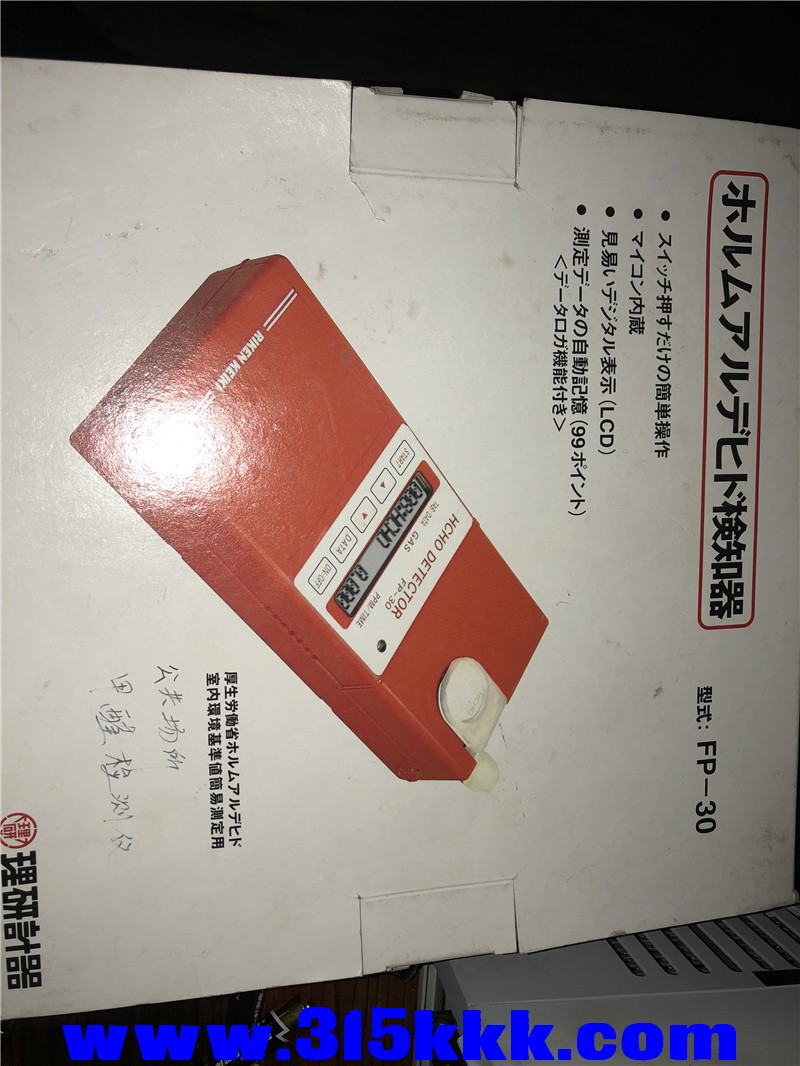 ホルムアルデヒド検知器
型式: FP-30
● スイッチ押すだけの簡単操作
● マイコン内蔵
● 見易いデジタル表示 (LCD)
● 測定データの自動記憶 (99ポイント)
<データロガ機能付き>
RIKEN KEIKI
HCHO DETECTOR
FP-30
GAS
TAB DATA
PPM/TIME
START
▲
▼
DATA
ON/OFF
厚生労働省ホルムアルデヒド
室内環境基準値簡易測定用
公共场所
甲醛检测仪
理研
理研計器
www.315kkk.com